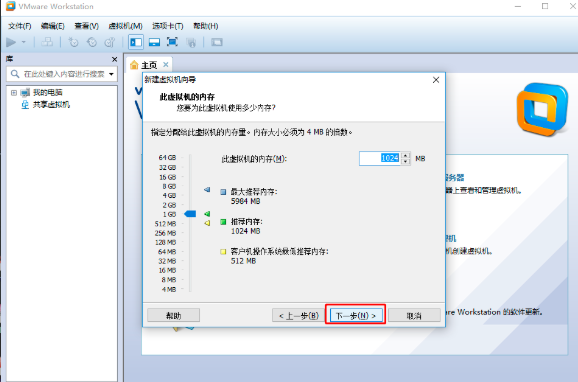 VMware Workstation
文件(F) 编辑(E) 查看(V) 虚拟机(M) 选项卡(T) 帮助(H)
库
在此处键入内容进行搜索
我的电脑
共享虚拟机
主页
新建虚拟机向导
此虚拟机的内存
您要为此虚拟机使用多少内存?
指定分配给此虚拟机的内存量。内存大小必须为 4 MB 的倍数。
此虚拟机的内存(M): 1024 MB
64 GB
32 GB
16 GB
8 GB
4 GB
2 GB
1 GB
512 MB
256 MB
128 MB
64 MB
32 MB
16 MB
8 MB
4 MB
最大推荐内存:
5984 MB
推荐内存:
1024 MB
客户机操作系统最低推荐内存:
512 MB
帮助
< 上一步(B)
下一步(N) >
取消
务器
器上查看和管理虚拟机。
机创建虚拟机。
are Workstation 的软件更新。